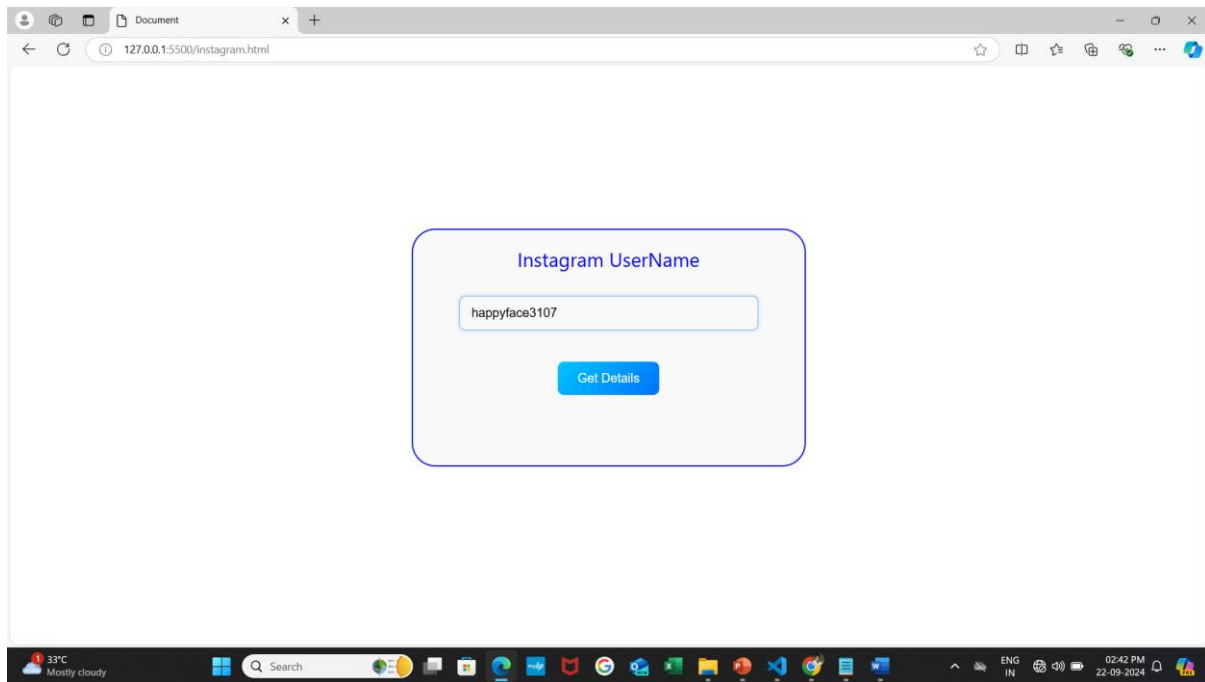 Document
127.0.0.1:5500/instagram.html
Instagram UserName
happyface3107
Get Details
1
33°C
Mostly cloudy
Search
ENG
IN
02:42 PM
22-09-2024